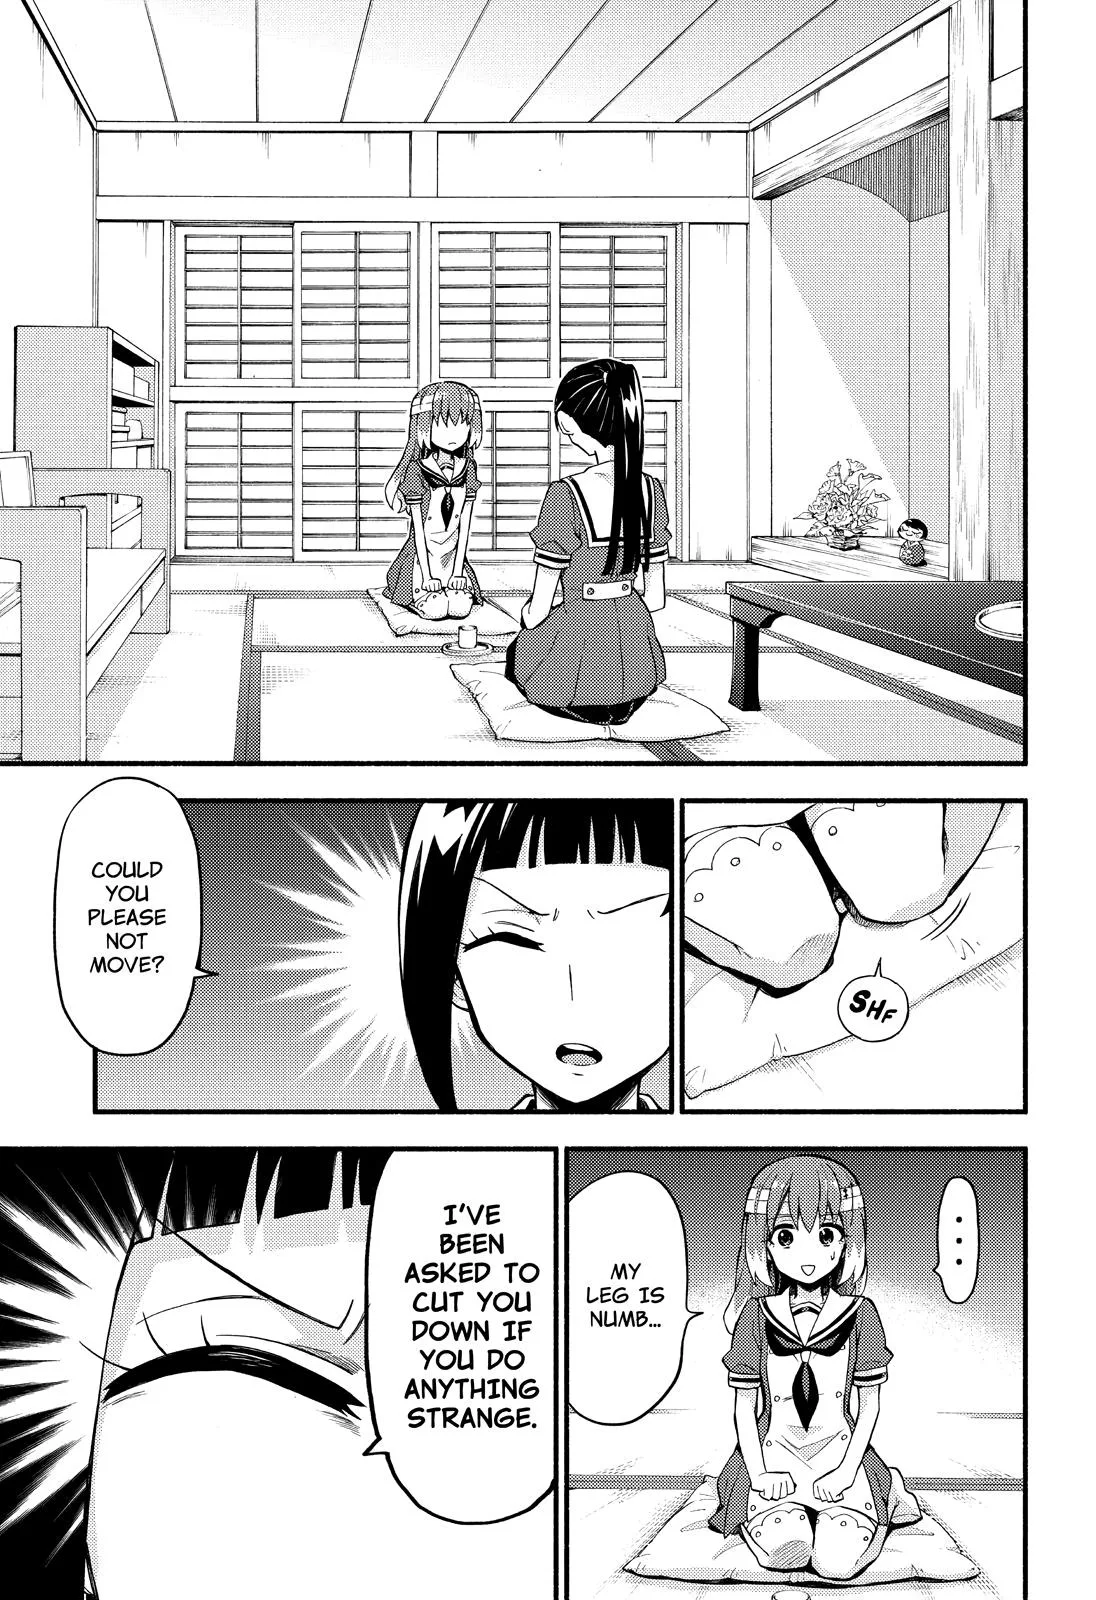 SHF
COULD
YOU
PLEASE
NOT
MOVE?
...
MY
LEG IS
NUMB...
I'VE
BEEN
ASKED TO
CUT YOU
DOWN IF
YOU DO
ANYTHING
STRANGE.